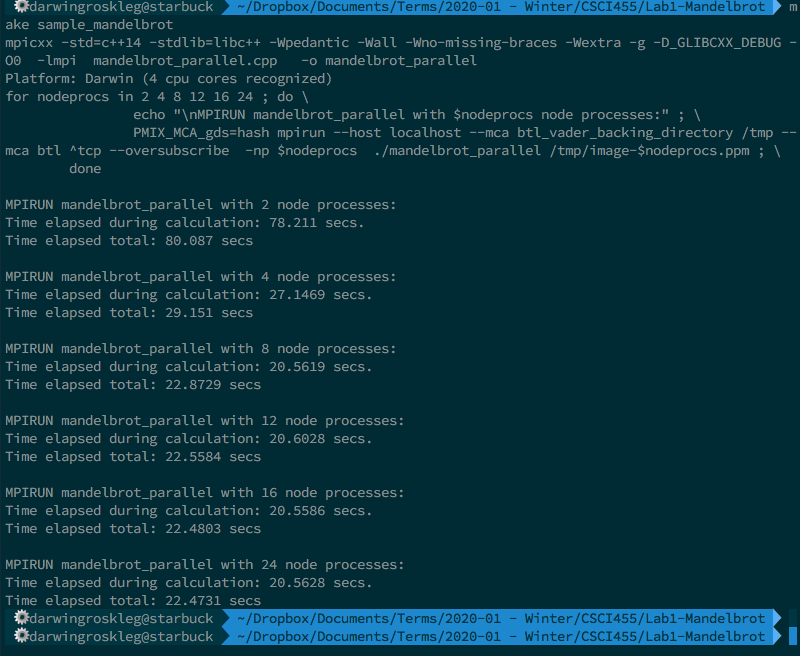 darwingroskleg@starbuck ~/Dropbox/Documents/Terms/2020-01 - Winter/CSCI455/Lab1-Mandelbrot m
ake sample_mandelbrot
mpicxx -std=c++14 -stdlib=libc++ -Wpedantic -Wall -Wno-missing-braces -Wextra -g -D_GLIBCXX_DEBUG -
O0 -lmpi mandelbrot_parallel.cpp -o mandelbrot_parallel
Platform: Darwin (4 cpu cores recognized)
for nodeprocs in 2 4 8 12 16 24 ; do \
echo "\nMPIRUN mandelbrot_parallel with $nodeprocs node processes:" ; \
PMIX_MCA_gds=hash mpirun --host localhost --mca btl_vader_backing_directory /tmp --
mca btl ^tcp --oversubscribe -np $nodeprocs ./mandelbrot_parallel /tmp/image-$nodeprocs.ppm ; \
done
MPIRUN mandelbrot_parallel with 2 node processes:
Time elapsed during calculation: 78.211 secs.
Time elapsed total: 80.087 secs
MPIRUN mandelbrot_parallel with 4 node processes:
Time elapsed during calculation: 27.1469 secs.
Time elapsed total: 29.151 secs
MPIRUN mandelbrot_parallel with 8 node processes:
Time elapsed during calculation: 20.5619 secs.
Time elapsed total: 22.8729 secs
MPIRUN mandelbrot_parallel with 12 node processes:
Time elapsed during calculation: 20.6028 secs.
Time elapsed total: 22.5584 secs
MPIRUN mandelbrot_parallel with 16 node processes:
Time elapsed during calculation: 20.5586 secs.
Time elapsed total: 22.4803 secs
MPIRUN mandelbrot_parallel with 24 node processes:
Time elapsed during calculation: 20.5628 secs.
Time elapsed total: 22.4731 secs
darwingroskleg@starbuck ~/Dropbox/Documents/Terms/2020-01 - Winter/CSCI455/Lab1-Mandelbrot
darwingroskleg@starbuck ~/Dropbox/Documents/Terms/2020-01 - Winter/CSCI455/Lab1-Mandelbrot